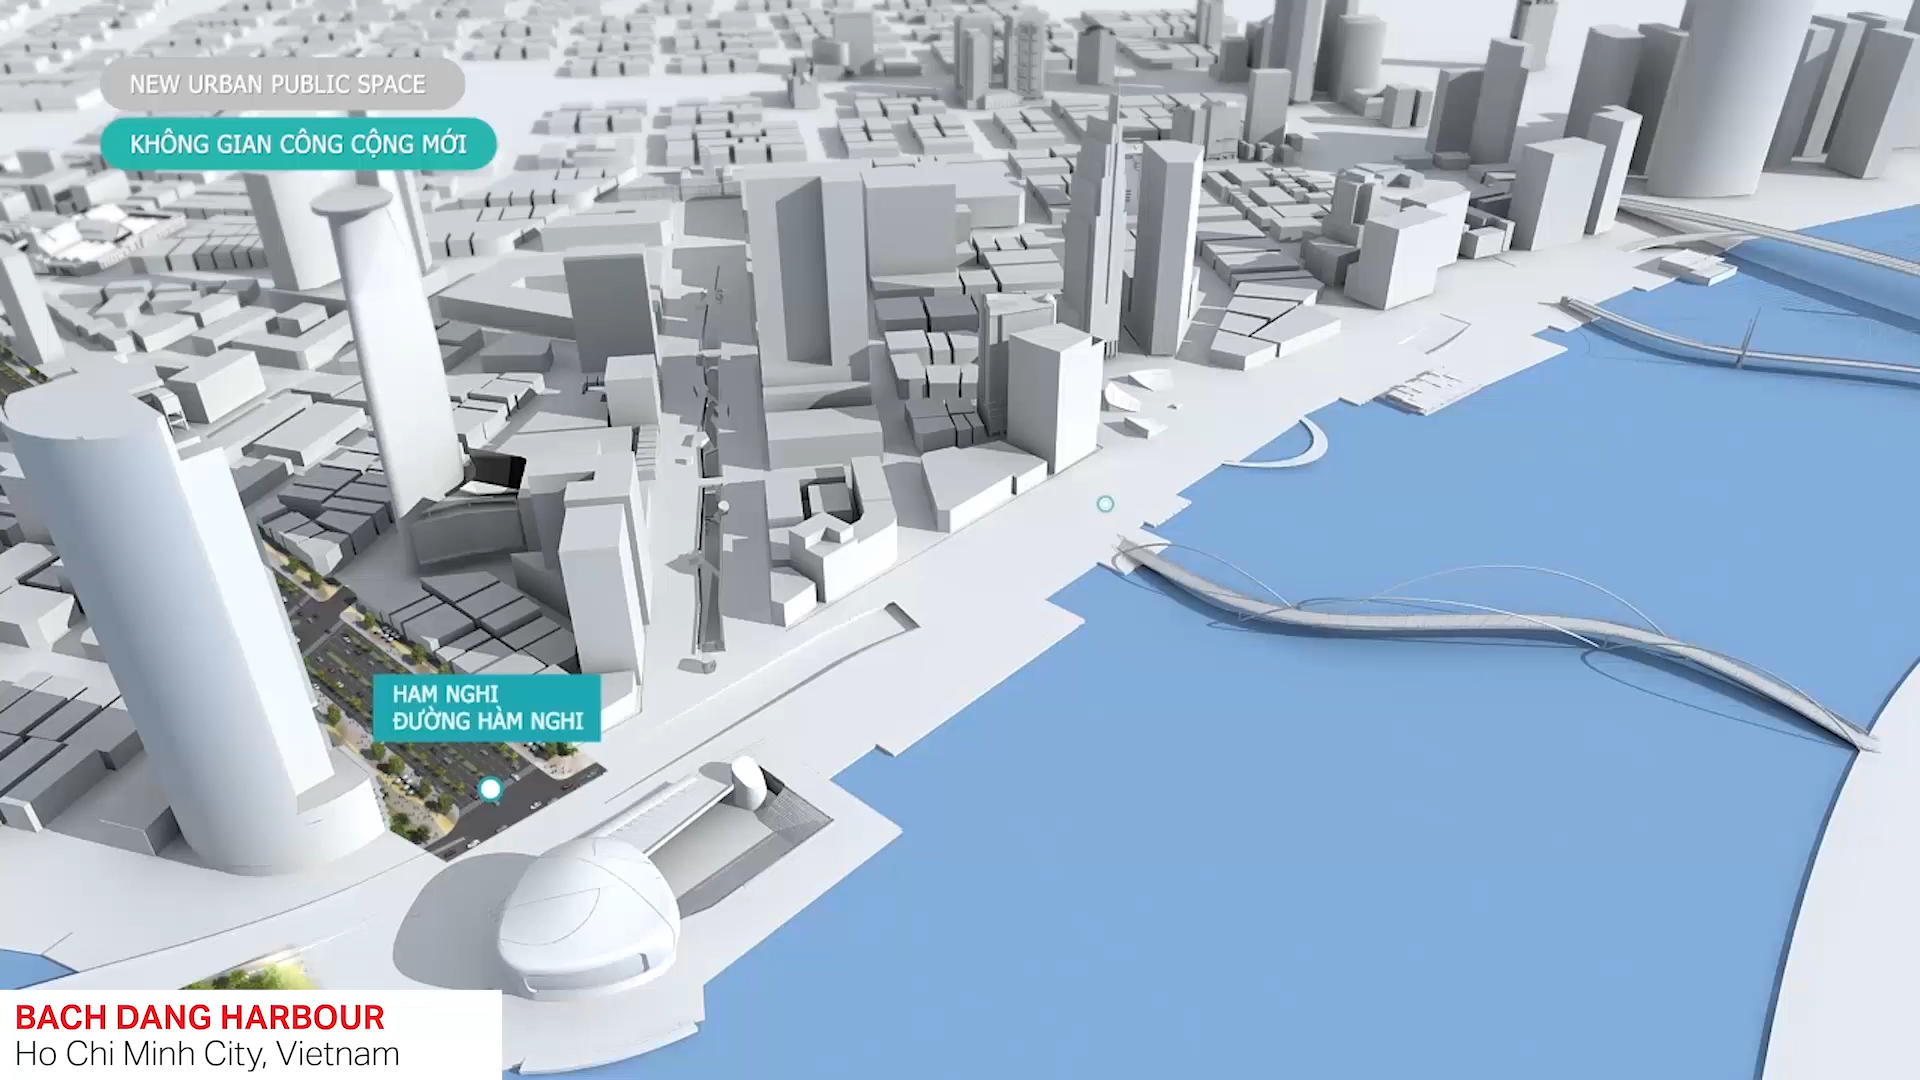 NEW URBAN PUBLIC SPACE
KHÔNG GIAN CÔNG CỘNG MỚI
HAM NGHI
ĐƯỜNG HÀM NGHI
BACH DANG HARBOUR
Ho Chi Minh City, Vietnam